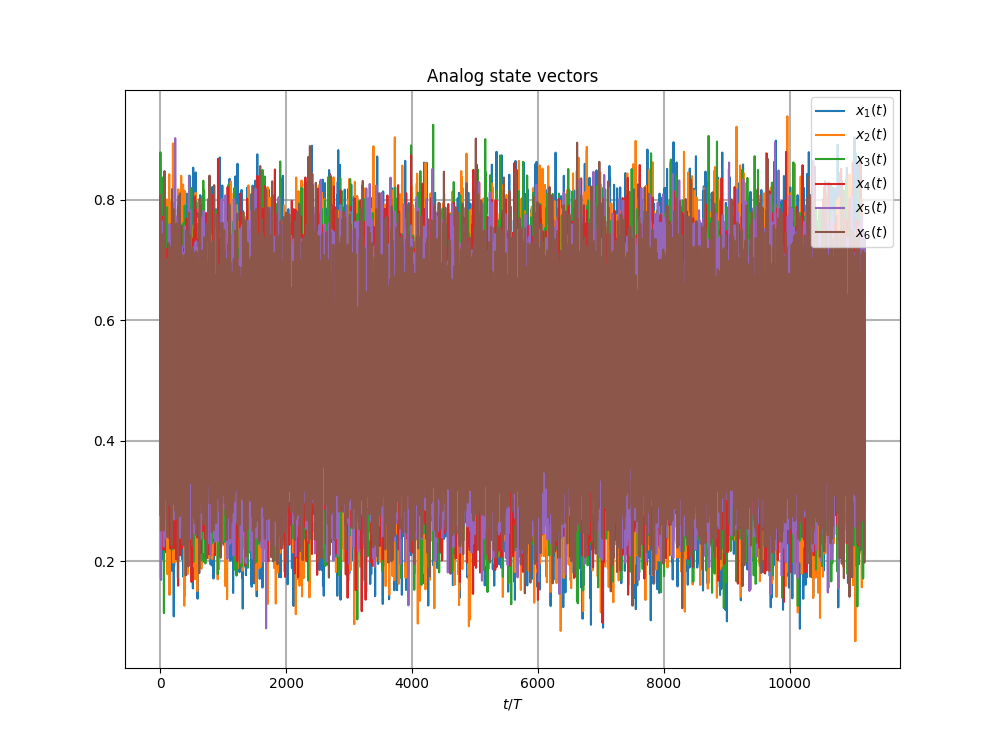 Analog state vectors
x₁(t)
x₂(t)
x₃(t)
x₄(t)
x₅(t)
x₆(t)
0.8
0.6
0.4
0.2
0 2000 4000 6000 8000 10000
t/T